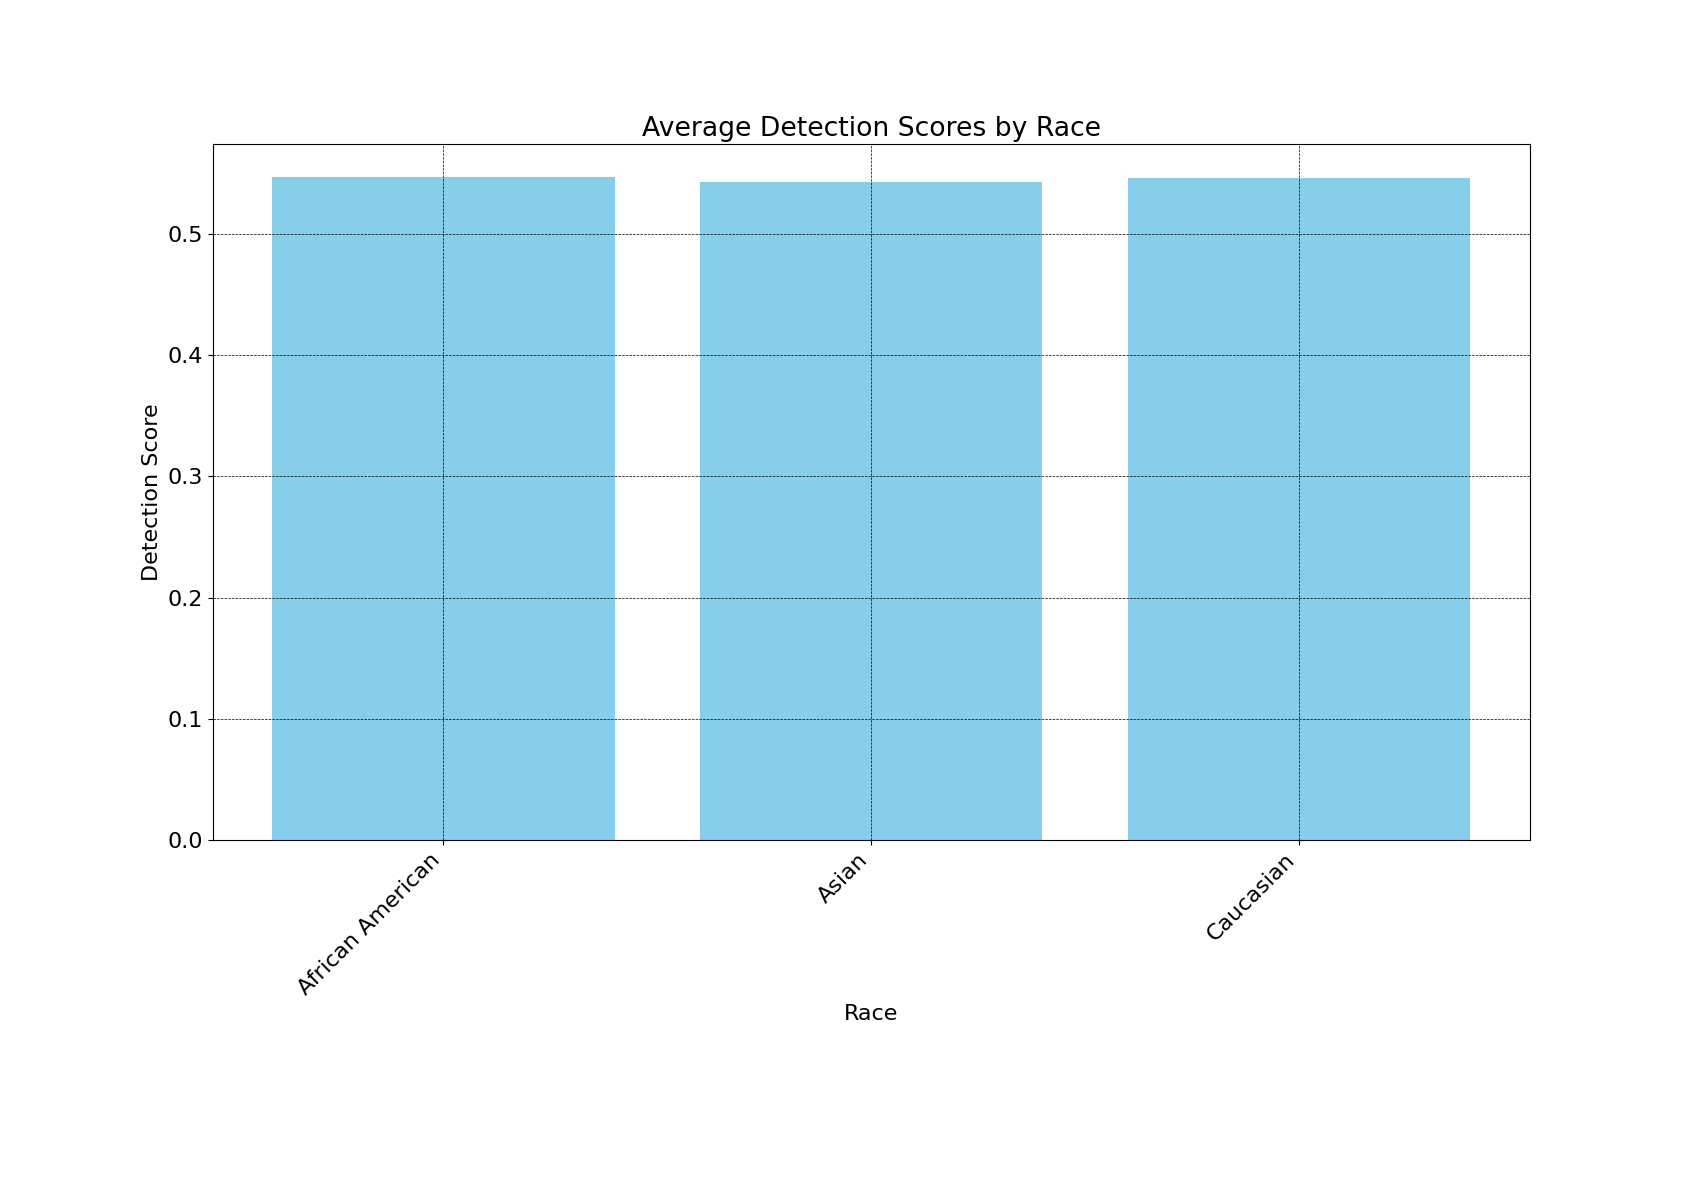 Average Detection Scores by Race
Detection Score
0.5
0.4
0.3
0.2
0.1
0.0
African American
Asian
Caucasian
Race